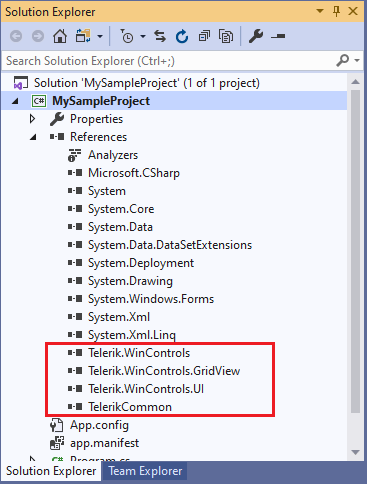 Solution Explorer
Search Solution Explorer (Ctrl+;)
Solution 'MySampleProject' (1 of 1 project)
C# MySampleProject
Properties
References
Analyzers
Microsoft.CSharp
System
System.Core
System.Data
System.Data.DataSetExtensions
System.Deployment
System.Drawing
System.Windows.Forms
System.Xml
System.Xml.Linq
Telerik.WinControls
Telerik.WinControls.GridView
Telerik.WinControls.UI
TelerikCommon
App.config
app.manifest
Program.cs
Solution Explorer Team Explorer